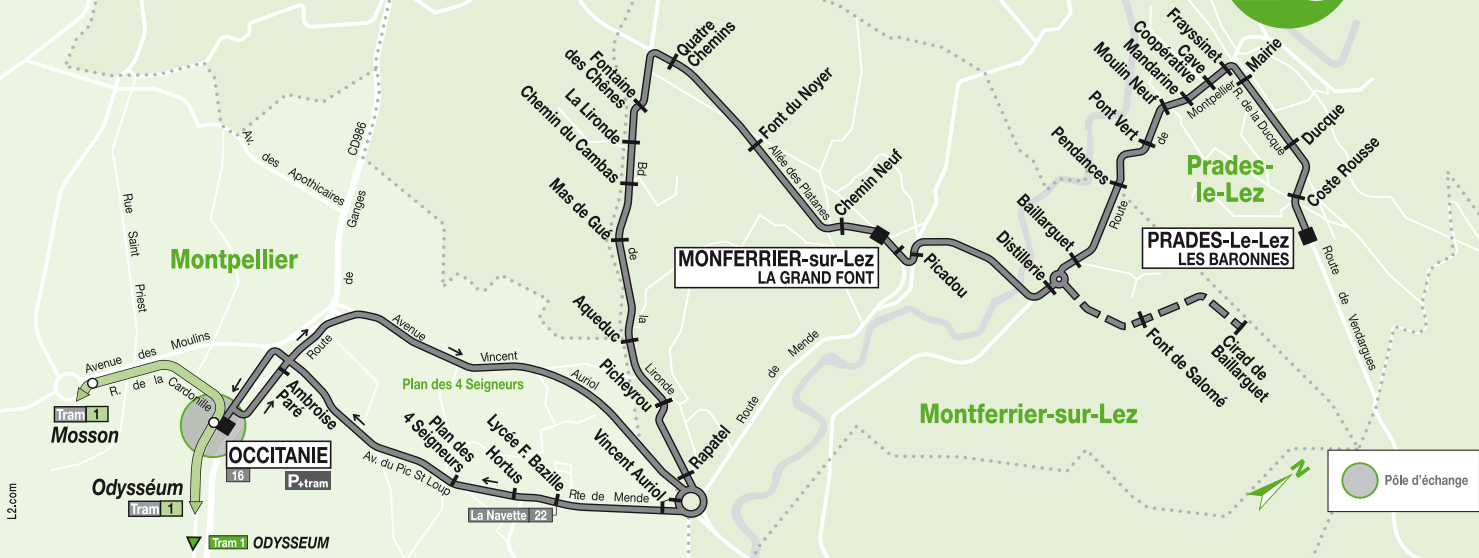 Quatre
Chemins
Fontaine
des Chênes
La Lironde
Chemin du Cambas
Mas de Gué
Aqueduc
Picheyrou
Rapatel
Bd
de
la
Lironde
Font du Noyer
Allée des Platanes
Chemin Neuf
MONFERRIER-sur-Lez
LA GRAND FONT
Picadou
Distillerie
Baillarguet
Pendances
Pont Vert
Moulin Neuf
Mandarine
Cave
Coopérative
Frayssinet
Mairie
Route
de
Montpellier
R. de la Ducque
Ducque
Coste Rousse
Prades-
le-Lez
PRADES-Le-Lez
LES BARONNES
Route
de
Vendargues
Font de Salomé
Cirad de
Baillarguet
Montferrier-sur-Lez
Av.
des Apothicaires
CD986
Ganges
de
Route
Rue
Saint
Priest
Montpellier
Avenue des Moulins
R. de la Cardonille
Tram 1
Mosson
Ambroise
Paré
OCCITANIE
16
P+tram
Odysséum
Tram 1
Tram 1 ODYSSEUM
Avenue
Vincent
Auriol
Plan des 4 Seigneurs
Plan des
4 Seigneurs
Av. du Pic St Loup
Hortus
Lycée F. Bazille
La Navette 22
Rte de Mende
Vincent Auriol
Route
de
Mende
N
Pôle d'échange
L2.com